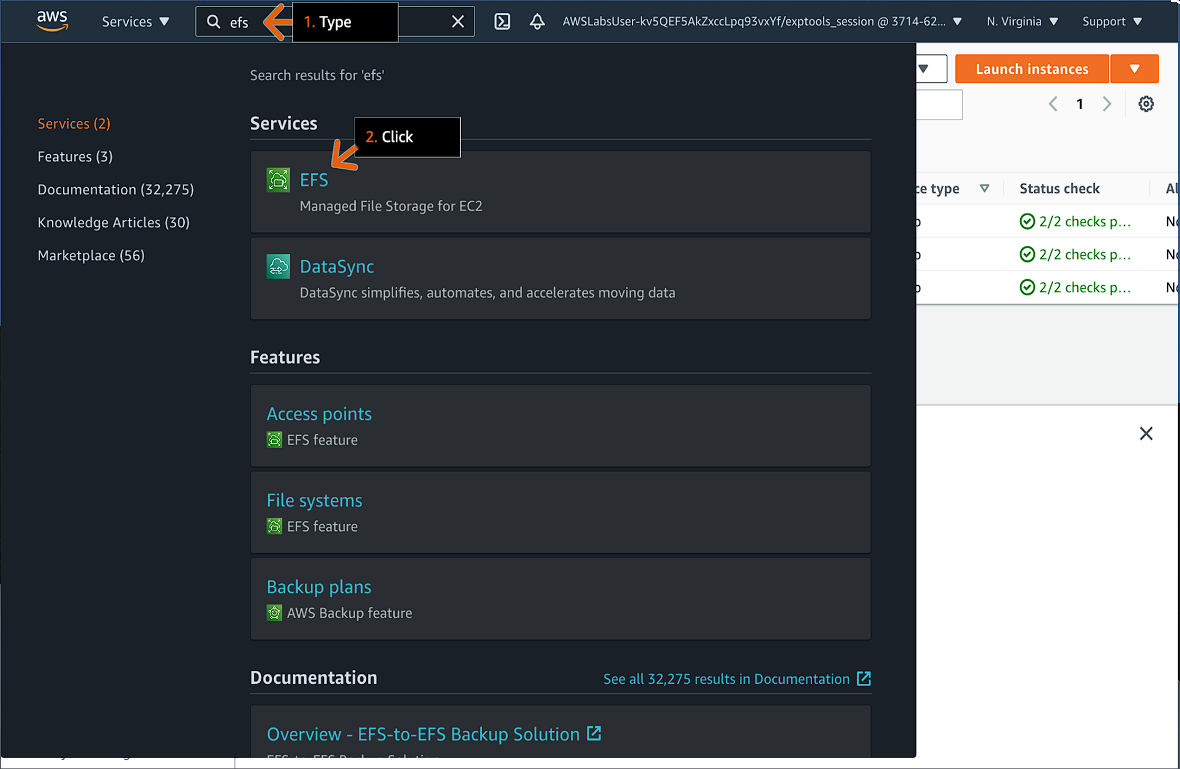 aws Services efs 1. Type AWSLabsUser-kv5QEF5AkZxccLpq93vxYf/exptools_session @ 3714-62... N. Virginia Support
Search results for 'efs'
Launch instances
1
Services (2)
Features (3)
Documentation (32,275)
Knowledge Articles (30)
Marketplace (56)
Services
2. Click
EFS
Managed File Storage for EC2
DataSync
DataSync simplifies, automates, and accelerates moving data
Features
Access points
EFS feature
File systems
EFS feature
Backup plans
AWS Backup feature
Documentation See all 32,275 results in Documentation
Overview - EFS-to-EFS Backup Solution
ce type Status check Al
2/2 checks p... No
2/2 checks p... No
2/2 checks p... No